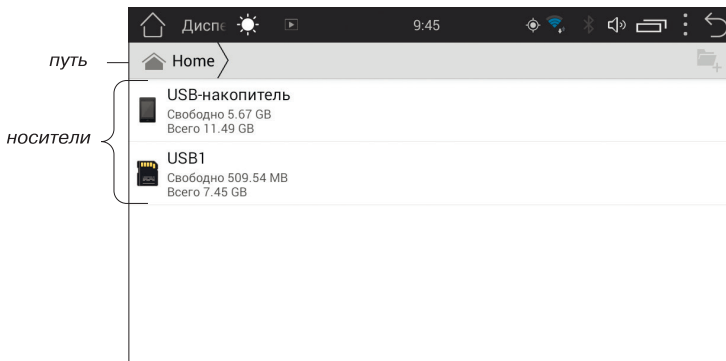 Диспе
9:45
путь
Home
носители
USB-накопитель
Свободно 5.67 GB
Всего 11.49 GB
USB1
Свободно 509.54 MB
Всего 7.45 GB